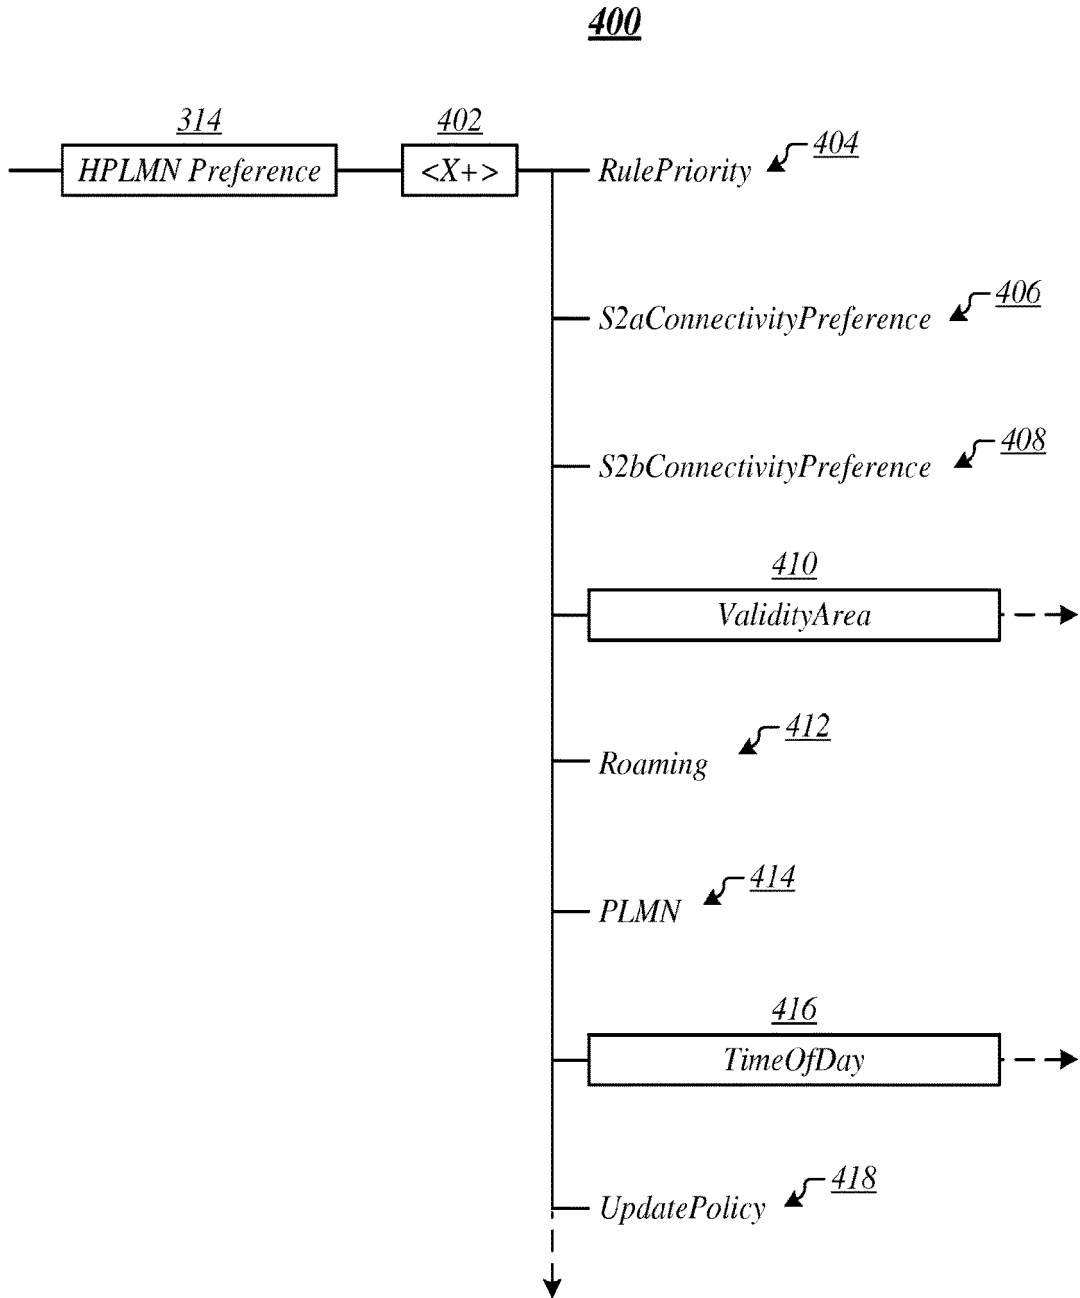 400
314
402
HPLMN Preference
<X+>
RulePriority
404
S2aConnectivityPreference
406
S2bConnectivityPreference
408
410
ValidityArea
Roaming
412
PLMN
414
416
TimeOfDay
UpdatePolicy
418